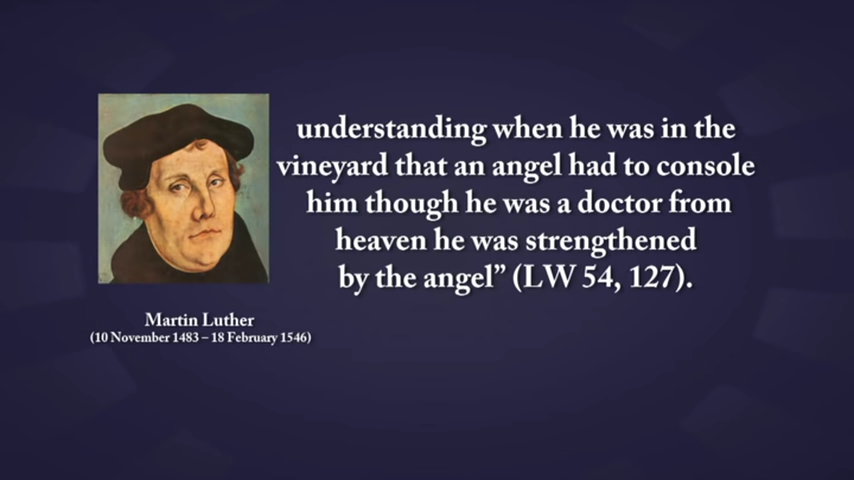 understanding when he was in the
vineyard that an angel had to console
him though he was a doctor from
heaven he was strengthened
by the angel” (LW 54, 127).
Martin Luther
(10 November 1483 – 18 February 1546)